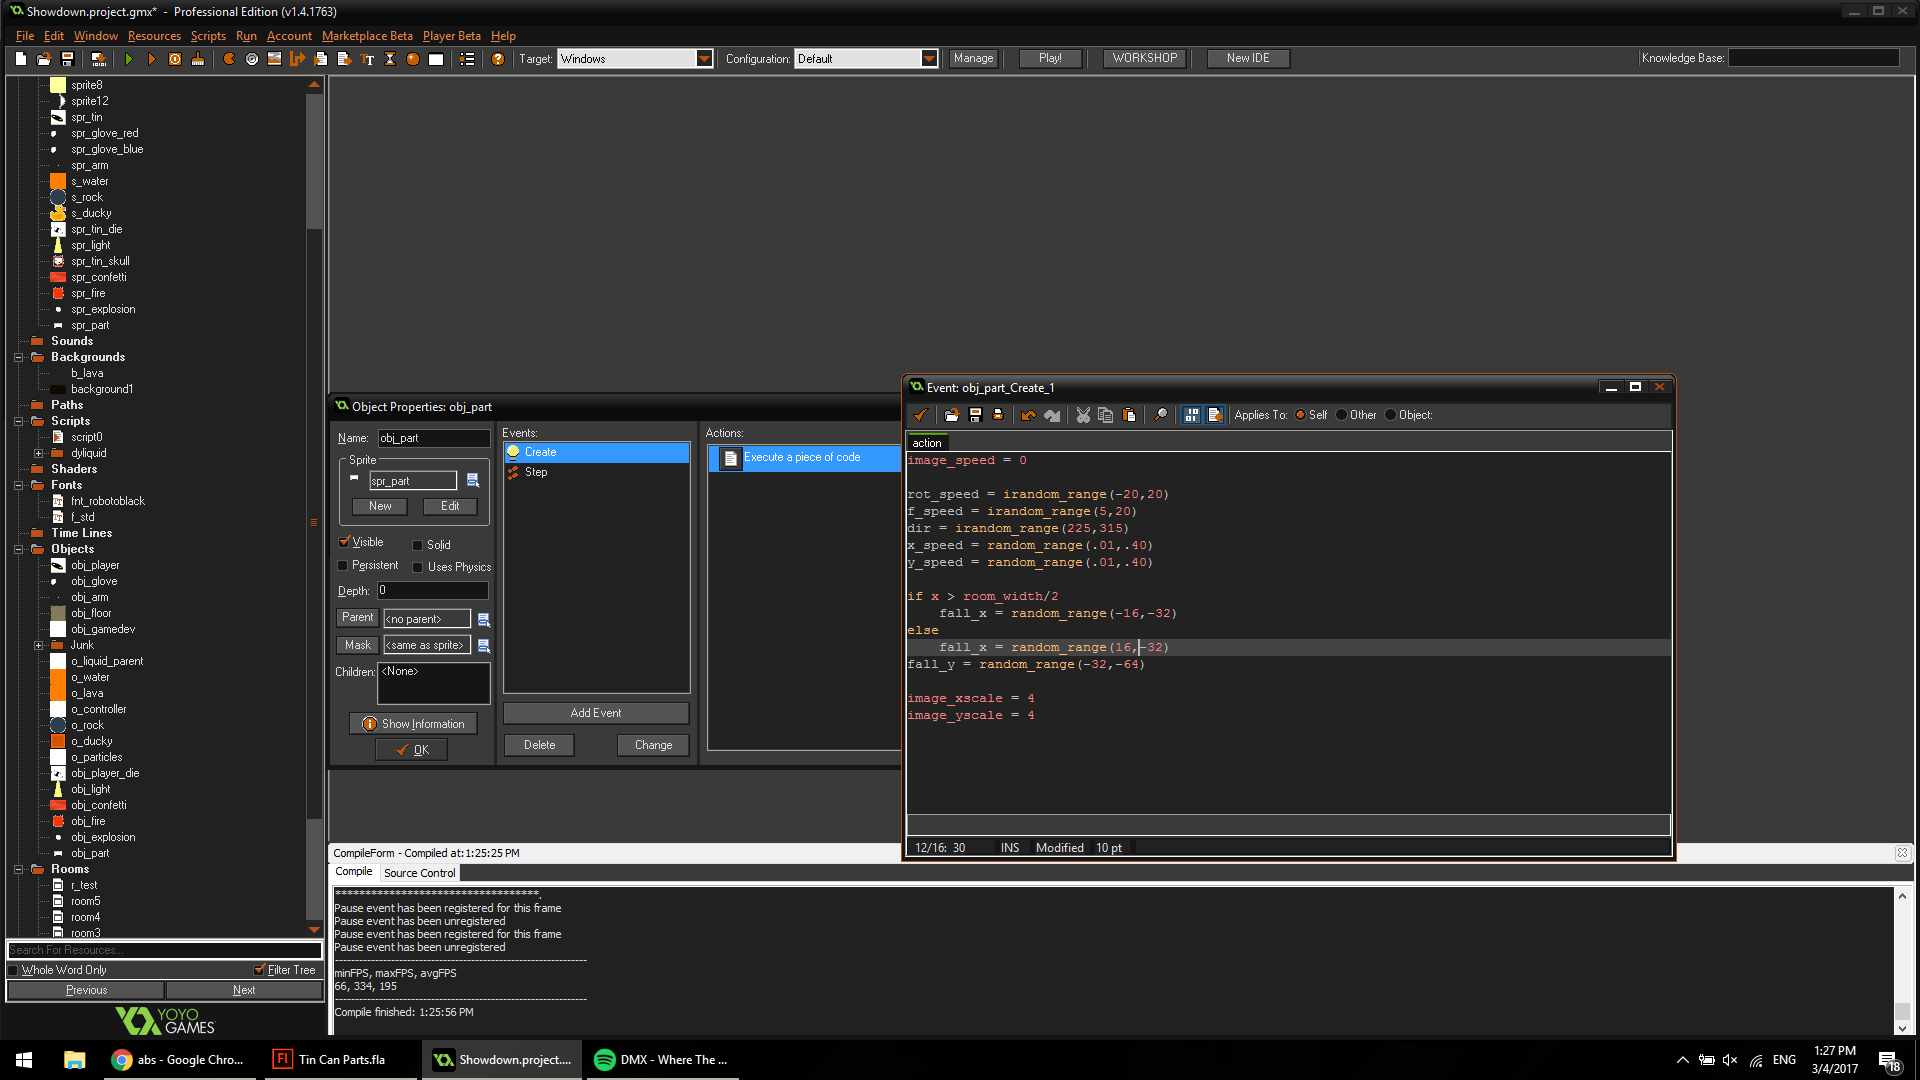 Showdown.project.gmx* - Professional Edition (v1.4.1763)
File Edit Window Resources Scripts Run Account Marketplace Beta Player Beta Help
Target: Windows Configuration: Default Manage Play! WORKSHOP New IDE Knowledge Base:
sprite8
sprite12
spr_tin
spr_glove_red
spr_glove_blue
spr_arm
s_water
s_rock
s_ducky
spr_tin_die
spr_light
spr_tin_skull
spr_confetti
spr_fire
spr_explosion
spr_part
Sounds
Backgrounds
b_lava
background1
Paths
Scripts
script0
dyliquid
Shaders
Fonts
fnt_robotoblack
f_std
Time Lines
Objects
obj_player
obj_glove
obj_arm
obj_floor
obj_gamedev
Junk
o_liquid_parent
o_water
o_lava
o_controller
o_rock
o_ducky
o_particles
obj_player_die
obj_light
obj_confetti
obj_fire
obj_explosion
obj_part
Rooms
r_test
room5
room4
room3
Search For Resources...
Whole Word Only Filter Tree
Previous Next
YOYO
GAMES
Object Properties: obj_part
Name: obj_part
Sprite
spr_part
New Edit
Visible Solid
Persistent Uses Physics
Depth: 0
Parent <no parent>
Mask <same as sprite>
Children: <None>
Show Information
OK
Events:
Create
Step
Add Event
Delete Change
Actions:
Execute a piece of code
Event: obj_part_Create_1
Applies To: Self Other Object:
action
image_speed = 0
rot_speed = irandom_range(-20,20)
f_speed = irandom_range(5,20)
dir = irandom_range(225,315)
x_speed = random_range(.01,.40)
y_speed = random_range(.01,.40)
if x > room_width/2
fall_x = random_range(-16,-32)
else
fall_x = random_range(16,-32)
fall_y = random_range(-32,-64)
image_xscale = 4
image_yscale = 4
12/16: 30 INS Modified 10 pt
CompileForm - Compiled at: 1:25:25 PM
Compile Source Control
***********************************.
Pause event has been registered for this frame
Pause event has been unregistered
Pause event has been registered for this frame
Pause event has been unregistered
minFPS, maxFPS, avgFPS
66, 334, 195
Compile finished: 1:25:56 PM
abs - Google Chro... Tin Can Parts.fla Showdown.project.... DMX - Where The ...
ENG
1:27 PM
3/4/2017
18